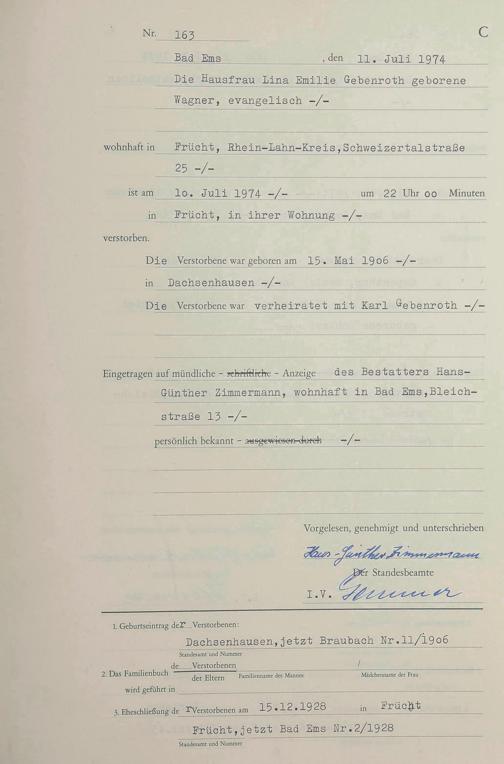 Nr. 163 C
Bad Ems , den 11. Juli 1974
Die Hausfrau Lina Emilie Gebenroth geborene
Wagner, evangelisch -/-
wohnhaft in Frücht, Rhein-Lahn-Kreis,Schweizertalstraße
25 -/-
ist am 1o. Juli 1974 -/- um 22 Uhr oo Minuten
in Frücht, in ihrer Wohnung -/-
verstorben.
Die Verstorbene war geboren am 15. Mai 19o6 -/-
in Dachsenhausen -/-
Die Verstorbene war verheiratet mit Karl Gebenroth -/-
Eingetragen auf mündliche - schriftliche - Anzeige des Bestatters Hans-
Günther Zimmermann, wohnhaft in Bad Ems,Bleich-
straße 13 -/-
persönlich bekannt - ausgewiesen durch -/-
Vorgelesen, genehmigt und unterschrieben
Hans-Günther Zimmermann
Der Standesbeamte
I.V.
1. Geburtseintrag der Verstorbenen:
Dachsenhausen,jetzt Braubach Nr.11/19o6
Standesamt und Nummer
de Verstorbenen /
2. Das Familienbuch der Eltern Familienname des Mannes Mädchenname der Frau
wird geführt in
3. Eheschließung der Verstorbenen am 15.12.1928 in Frücht
Frücht,jetzt Bad Ems Nr.2/1928
Standesamt und Nummer